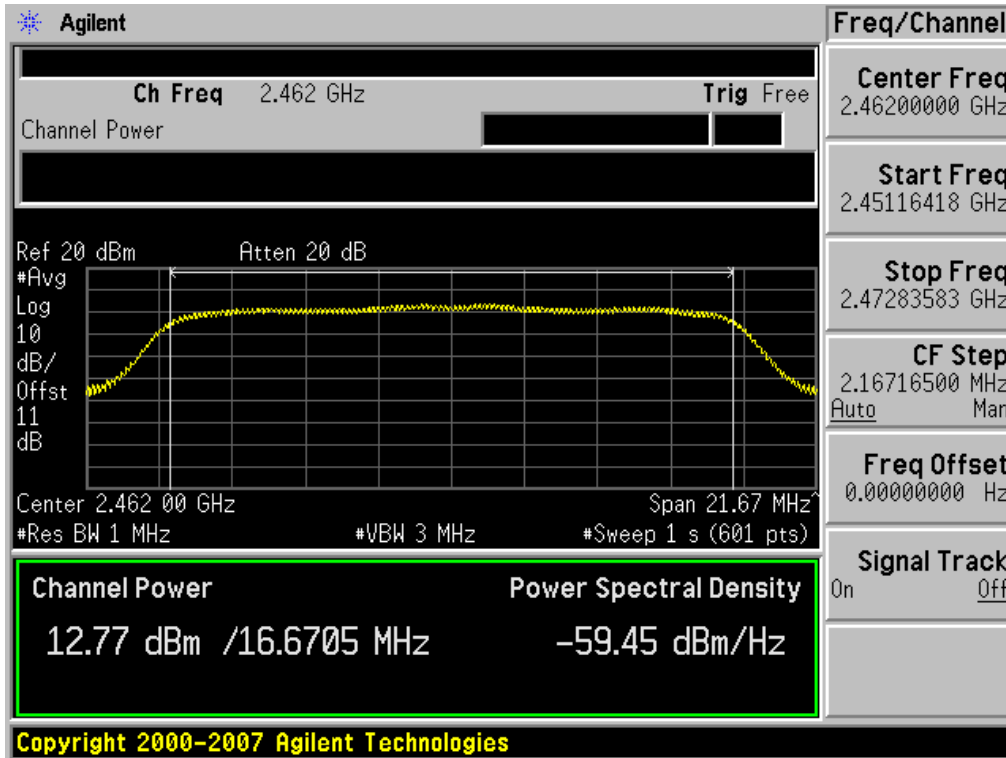 Agilent
Freq/Channel
Ch Freq 2.462 GHz Trig Free
Channel Power
Ref 20 dBm Atten 20 dB
#Avg
Log
10
dB/
Offst
11
dB
Center 2.462 00 GHz Span 21.67 MHz^
#Res BW 1 MHz #VBW 3 MHz #Sweep 1 s (601 pts)
Channel Power Power Spectral Density
12.77 dBm /16.6705 MHz -59.45 dBm/Hz
Copyright 2000-2007 Agilent Technologies
Center Freq
2.46200000 GHz
Start Freq
2.45116418 GHz
Stop Freq
2.47283583 GHz
CF Step
2.16716500 MHz
Auto Man
Freq Offset
0.00000000 Hz
Signal Track
On Off